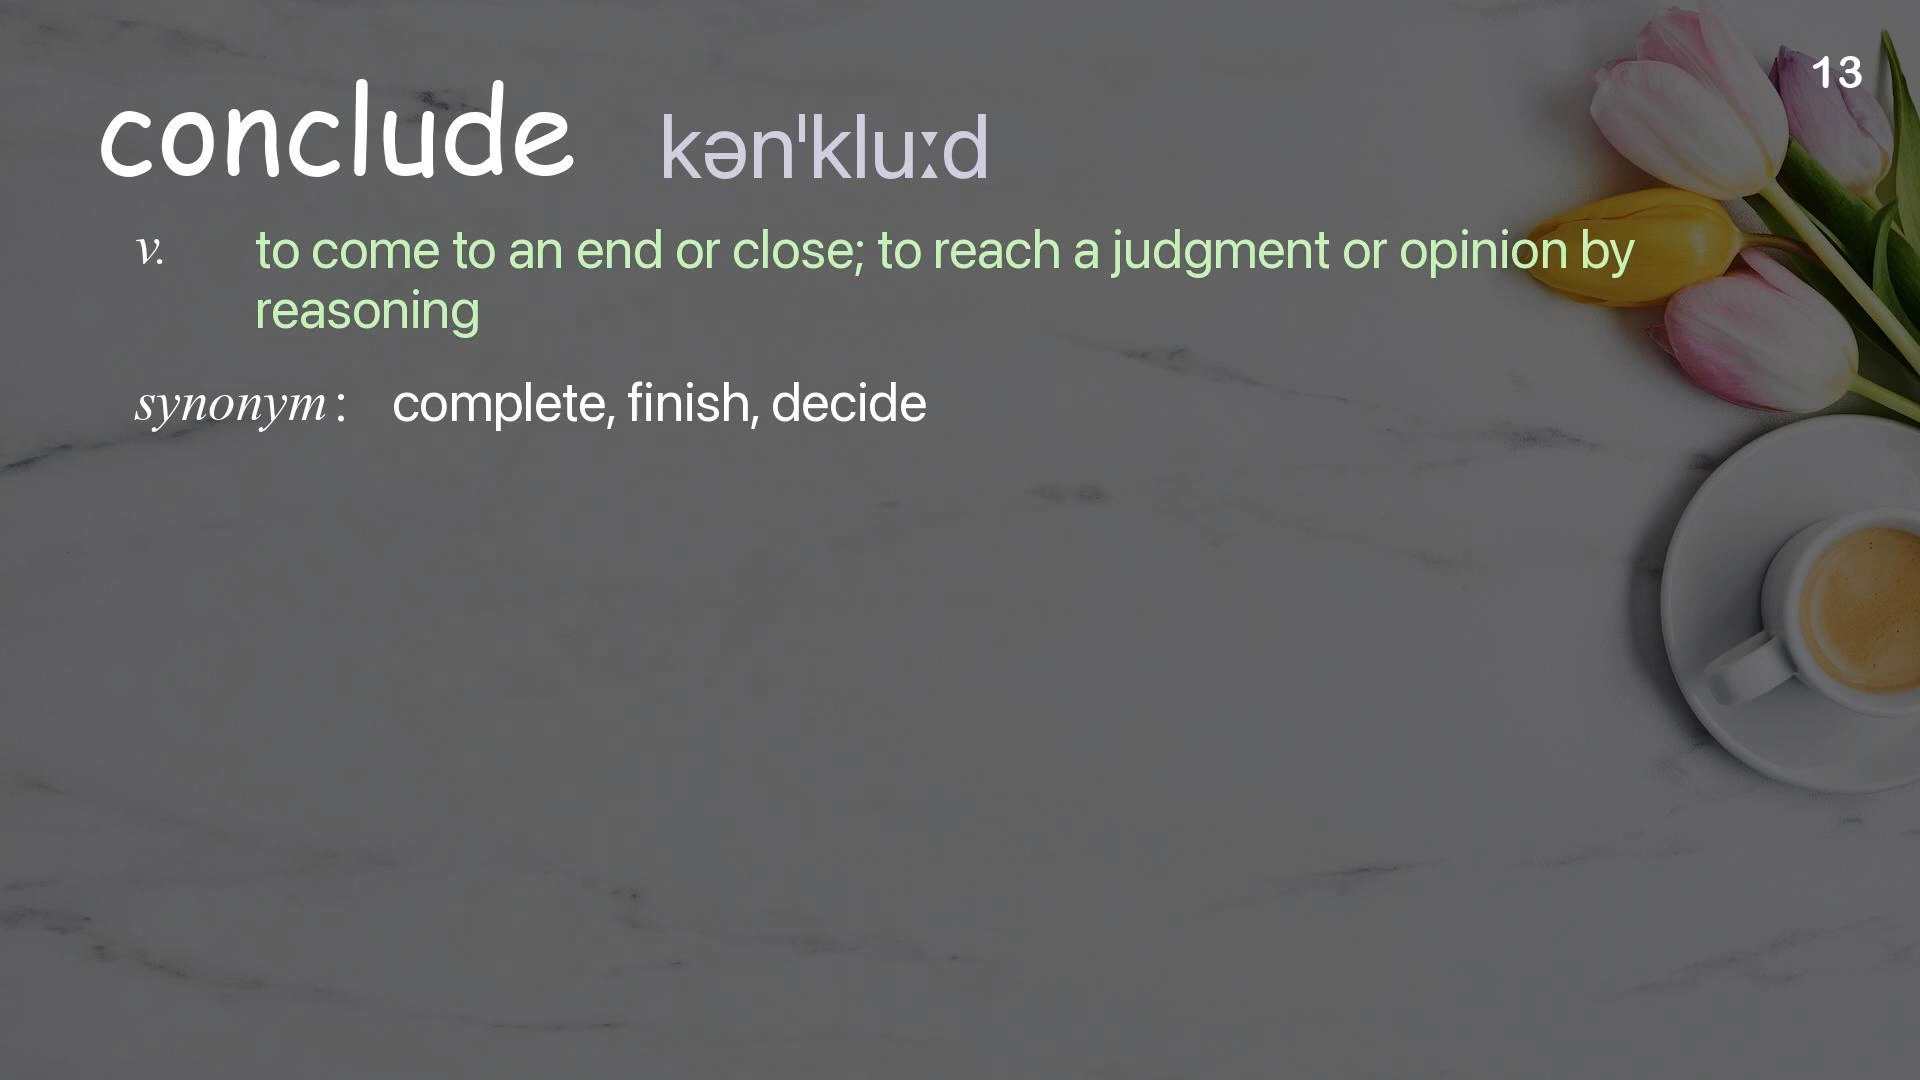 13
conclude kən'klu:d
v. to come to an end or close; to reach a judgment or opinion by
reasoning
synonym: complete, finish, decide